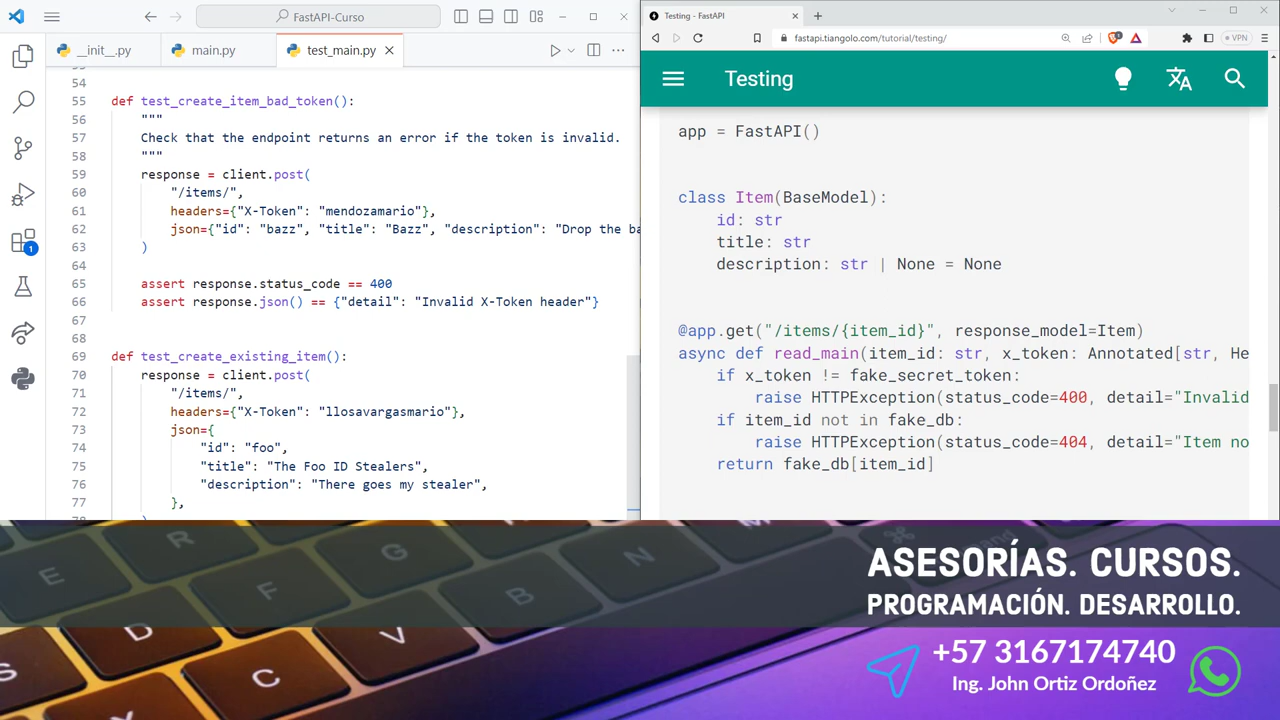 FastAPI-Curso
__init__.py
main.py
test_main.py
54
55 def test_create_item_bad_token():
56 """
57 Check that the endpoint returns an error if the token is invalid.
58 """
59 response = client.post(
60 "/items/",
61 headers={"X-Token": "mendozamario"},
62 json={"id": "bazz", "title": "Bazz", "description": "Drop the ba
63 )
64
65 assert response.status_code == 400
66 assert response.json() == {"detail": "Invalid X-Token header"}
67
68
69 def test_create_existing_item():
70 response = client.post(
71 "/items/",
72 headers={"X-Token": "llosavargasmario"},
73 json={
74 "id": "foo",
75 "title": "The Foo ID Stealers",
76 "description": "There goes my stealer",
77 },
1
Testing - FastAPI
fastapi.tiangolo.com/tutorial/testing/
VPN
Testing
app = FastAPI()
class Item(BaseModel):
id: str
title: str
description: str | None = None
@app.get("/items/{item_id}", response_model=Item)
async def read_main(item_id: str, x_token: Annotated[str, He
if x_token != fake_secret_token:
raise HTTPException(status_code=400, detail="Invalid
if item_id not in fake_db:
raise HTTPException(status_code=404, detail="Item no
return fake_db[item_id]
ASESORÍAS. CURSOS.
PROGRAMACIÓN. DESARROLLO.
+57 3167174740
Ing. John Ortiz Ordoñez
E
R
F
G
B
N
D
C
V